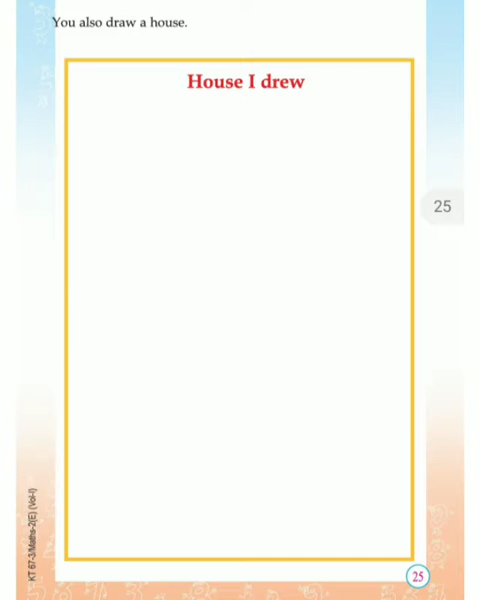 You also draw a house.
House I drew
25
KT 67-3/Maths-2(E) (Vol-I)
25